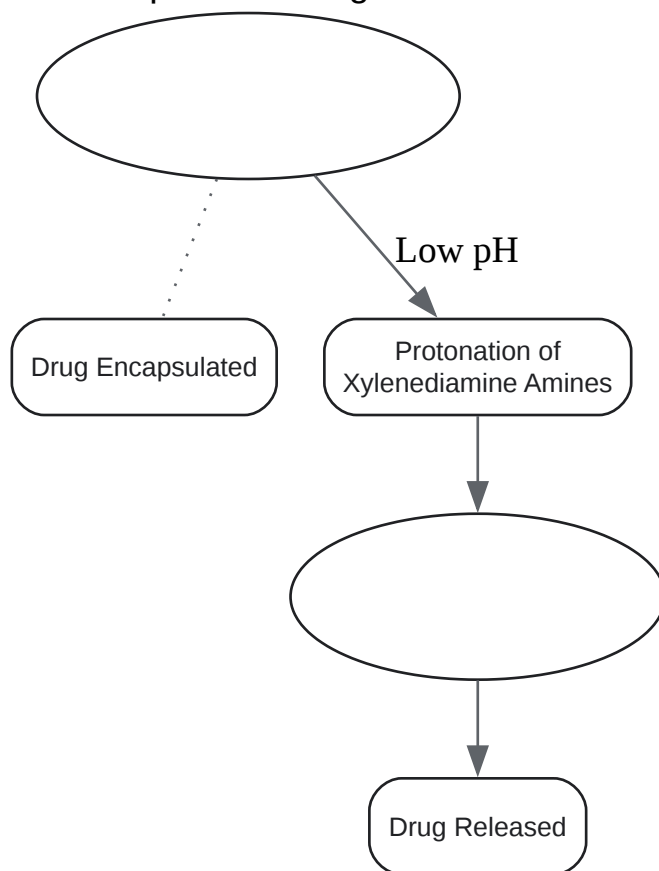 Low pH
Drug Encapsulated
Protonation of
Xylenediamine Amines
Drug Released